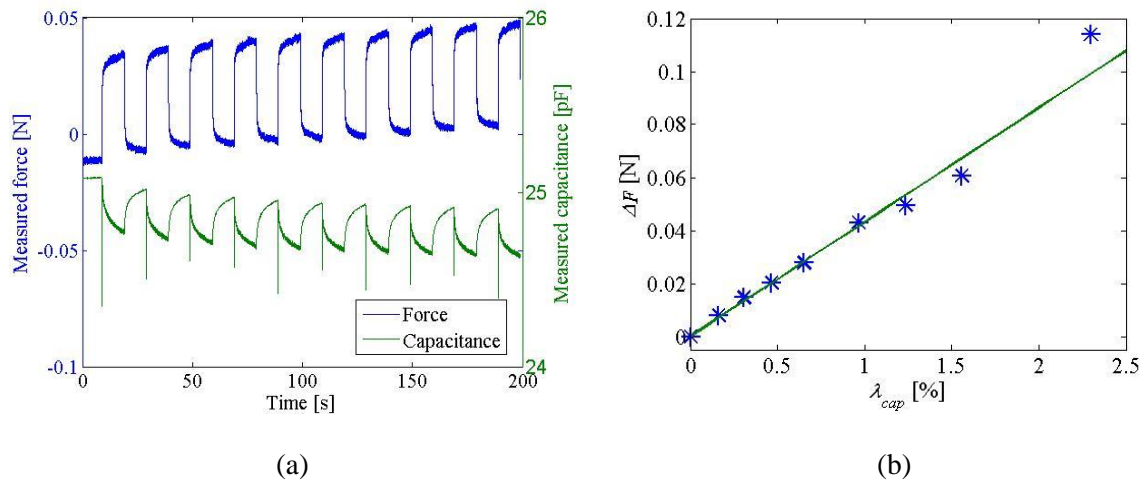 0.05
0
-0.05
-0.1
Measured force [N]
26
25
24
Measured capacitance [pF]
Force
Capacitance
0
50
100
150
200
Time [s]
(a)
0.12
0.1
0.08
0.06
0.04
0.02
0
ΔF [N]
0
0.5
1
1.5
2
2.5
λcap [%]
(b)